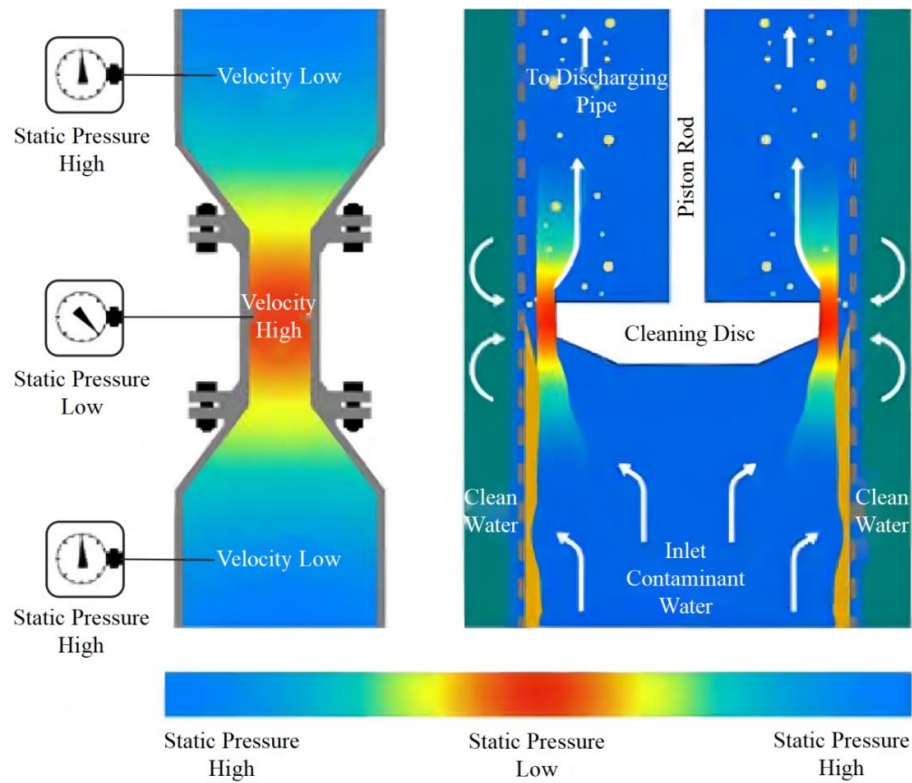 Velocity Low
Static Pressure
High
Velocity
High
Static Pressure
Low
Velocity Low
Static Pressure
High
To Discharging
Pipe
Piston Rod
Cleaning Disc
Clean
Water
Clean
Water
Inlet
Contaminant
Water
Static Pressure
High
Static Pressure
Low
Static Pressure
High